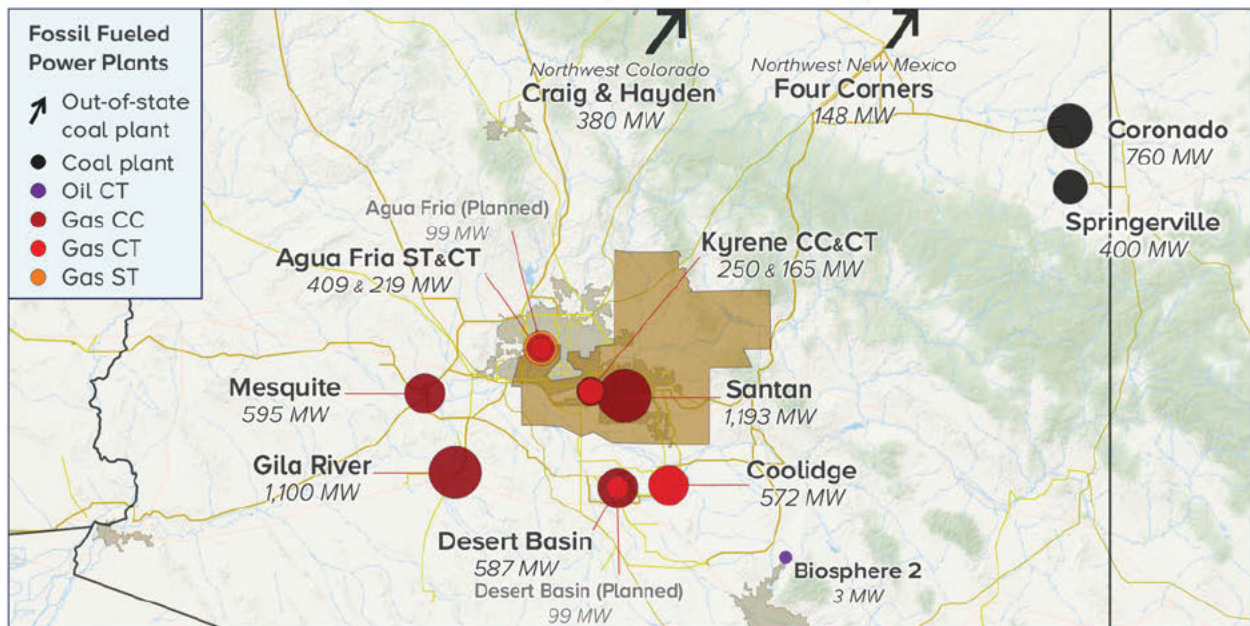 Fossil Fueled
Power Plants
Out-of-state
coal plant
Coal plant
Oil CT
Gas CC
Gas CT
Gas ST
Northwest Colorado
Craig & Hayden
380 MW
Northwest New Mexico
Four Corners
148 MW
Coronado
760 MW
Springerville
400 MW
Agua Fria (Planned)
99 MW
Agua Fria ST&CT
409 & 219 MW
Kyrene CC&CT
250 & 165 MW
Mesquite
595 MW
Santan
1,193 MW
Gila River
1,100 MW
Coolidge
572 MW
Desert Basin
587 MW
Desert Basin (Planned)
99 MW
Biosphere 2
3 MW